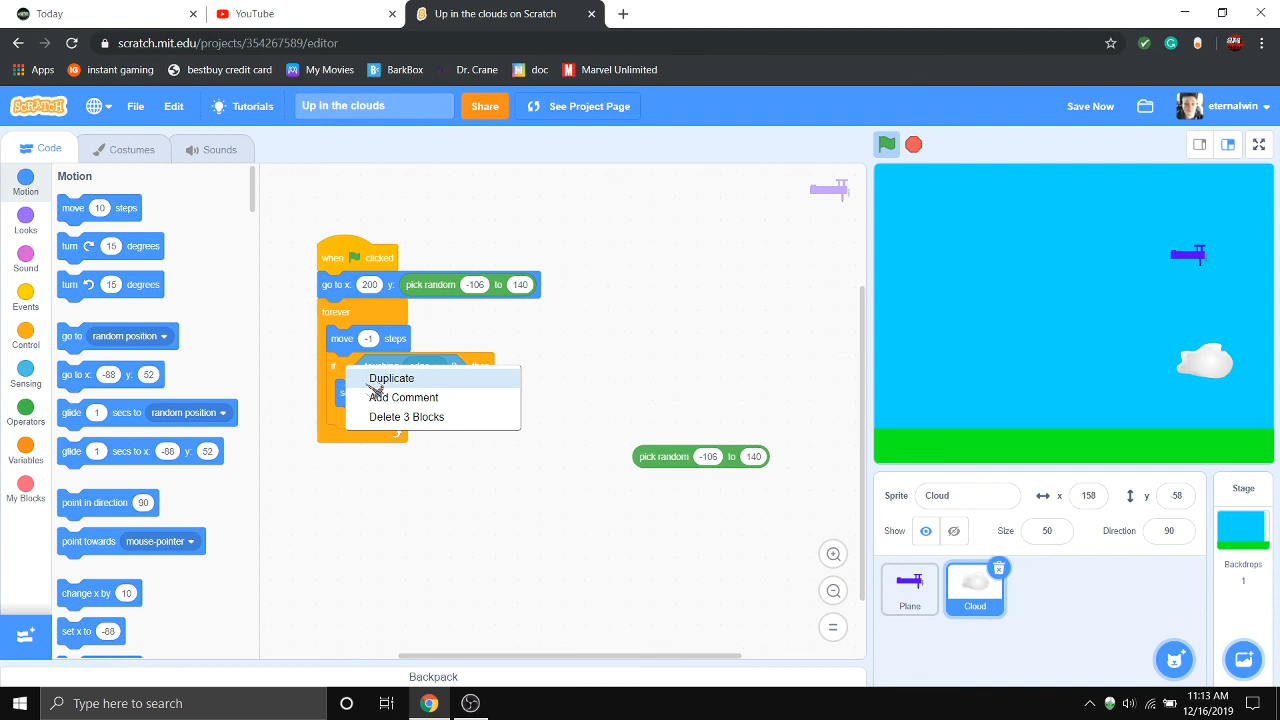 Today
YouTube
Up in the clouds on Scratch
scratch.mit.edu/projects/354267589/editor
Apps
instant gaming
bestbuy credit card
My Movies
BarkBox
Dr. Crane
doc
Marvel Unlimited
SCRATCH
File
Edit
Tutorials
Up in the clouds
Share
See Project Page
Save Now
eternalwin
Code
Costumes
Sounds
Motion
Looks
Sound
Events
Control
Sensing
Operators
Variables
My Blocks
Motion
move 10 steps
turn 15 degrees
turn 15 degrees
go to random position
go to x: -88 y: 52
glide 1 secs to random position
glide 1 secs to x: -88 y: 52
point in direction 90
point towards mouse-pointer
change x by 10
set x to -88
when clicked
go to x: 200 y: pick random -106 to 140
forever
move -1 steps
if
Duplicate
Add Comment
Delete 3 Blocks
pick random -106 to 140
Sprite Cloud x 158 y -58
Show Size 50 Direction 90
Plane
Cloud
Stage
Backdrops
1
Backpack
Type here to search
11:13 AM
12/16/2019